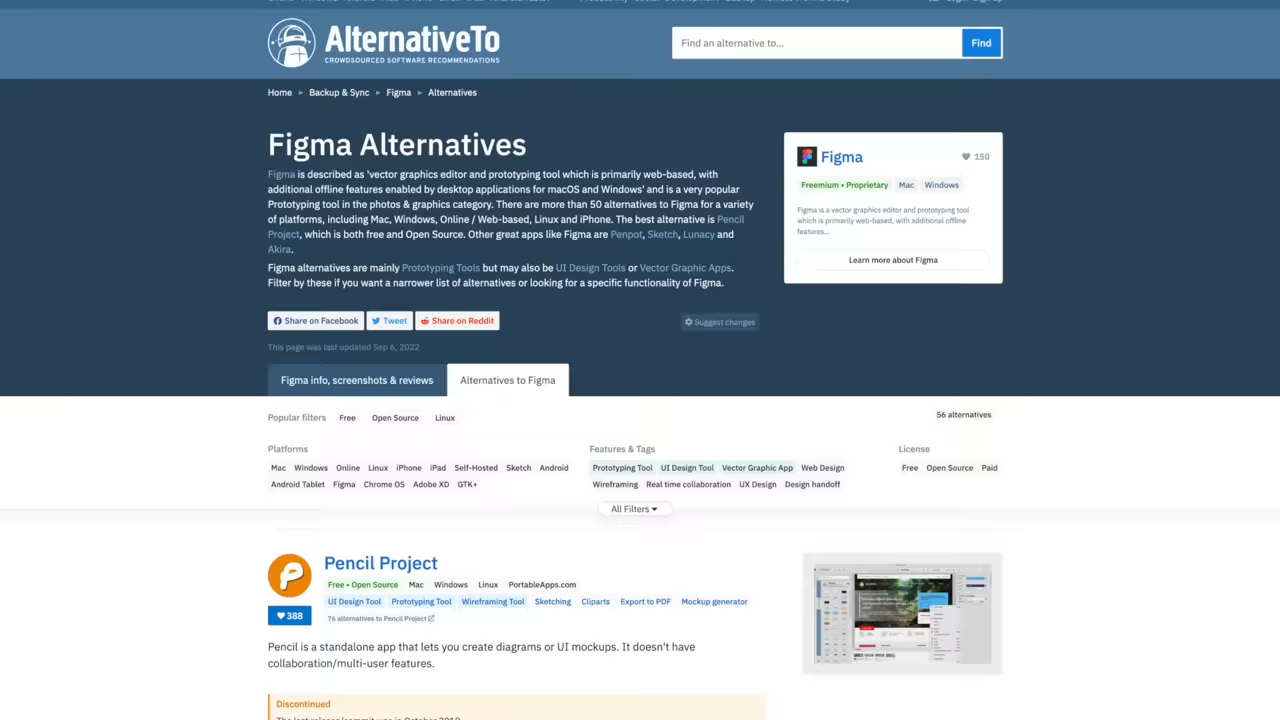 AlternativeTo
CROWDSOURCED SOFTWARE RECOMMENDATIONS
Find an alternative to...
Find
Home ▸ Backup & Sync ▸ Figma ▸ Alternatives
Figma Alternatives
Figma is described as 'vector graphics editor and prototyping tool which is primarily web-based, with
additional offline features enabled by desktop applications for macOS and Windows' and is a very popular
Prototyping tool in the photos & graphics category. There are more than 50 alternatives to Figma for a variety
of platforms, including Mac, Windows, Online / Web-based, Linux and iPhone. The best alternative is Pencil
Project, which is both free and Open Source. Other great apps like Figma are Penpot, Sketch, Lunacy and
Akira.
Figma alternatives are mainly Prototyping Tools but may also be UI Design Tools or Vector Graphic Apps.
Filter by these if you want a narrower list of alternatives or looking for a specific functionality of Figma.
Share on Facebook
Tweet
Share on Reddit
Suggest changes
This page was last updated Sep 6, 2022
Figma
150
Freemium • Proprietary Mac Windows
Figma is a vector graphics editor and prototyping tool
which is primarily web-based, with additional offline
features...
Learn more about Figma
Figma info, screenshots & reviews
Alternatives to Figma
Popular filters Free Open Source Linux
56 alternatives
Platforms
Mac Windows Online Linux iPhone iPad Self-Hosted Sketch Android
Android Tablet Figma Chrome OS Adobe XD GTK+
Features & Tags
Prototyping Tool UI Design Tool Vector Graphic App Web Design
Wireframing Real time collaboration UX Design Design handoff
License
Free Open Source Paid
All Filters
Pencil Project
388
Free • Open Source Mac Windows Linux PortableApps.com
UI Design Tool Prototyping Tool Wireframing Tool Sketching Cliparts Export to PDF Mockup generator
76 alternatives to Pencil Project
Pencil is a standalone app that lets you create diagrams or UI mockups. It doesn't have
collaboration/multi-user features.
Discontinued